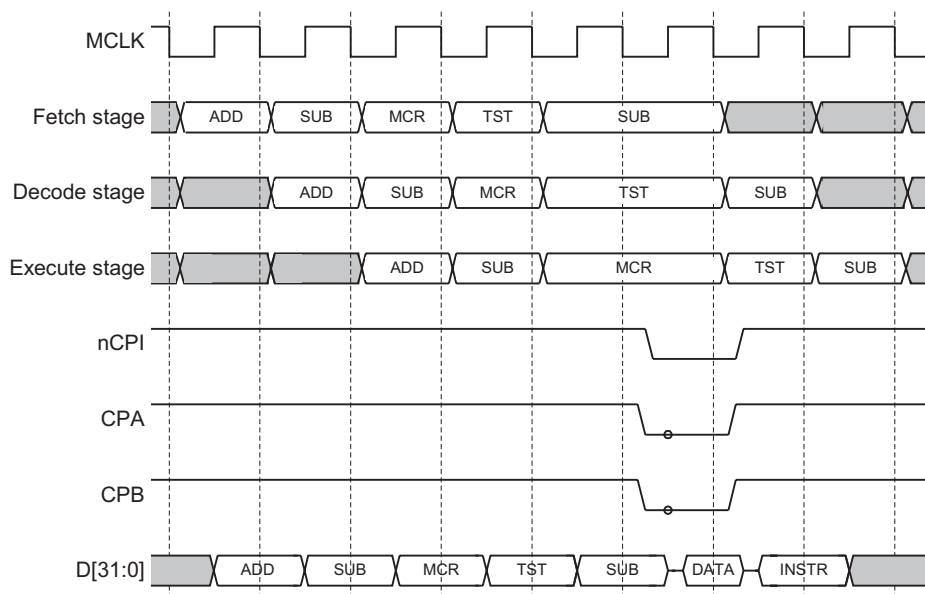 MCLK
Fetch stage ADD SUB MCR TST SUB
Decode stage ADD SUB MCR TST SUB
Execute stage ADD SUB MCR TST SUB
nCPI
CPA
CPB
D[31:0] ADD SUB MCR TST SUB DATA INSTR